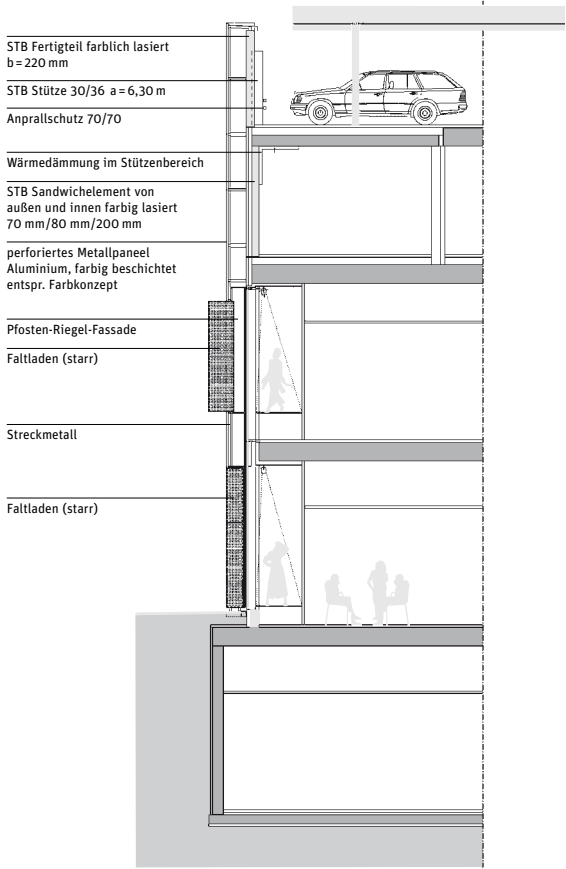 STB Fertigteil farblich lasiert
b = 220 mm
STB Stütze 30/36 a = 6,30 m
Anprallschutz 70/70
Wärmedämmung im Stützenbereich
STB Sandwichelement von
außen und innen farbig lasiert
70 mm/80 mm/200 mm
perforiertes Metallpaneel
Aluminium, farbig beschichtet
entspr. Farbkonzept
Pfosten-Riegel-Fassade
Faltladen (starr)
Streckmetall
Faltladen (starr)